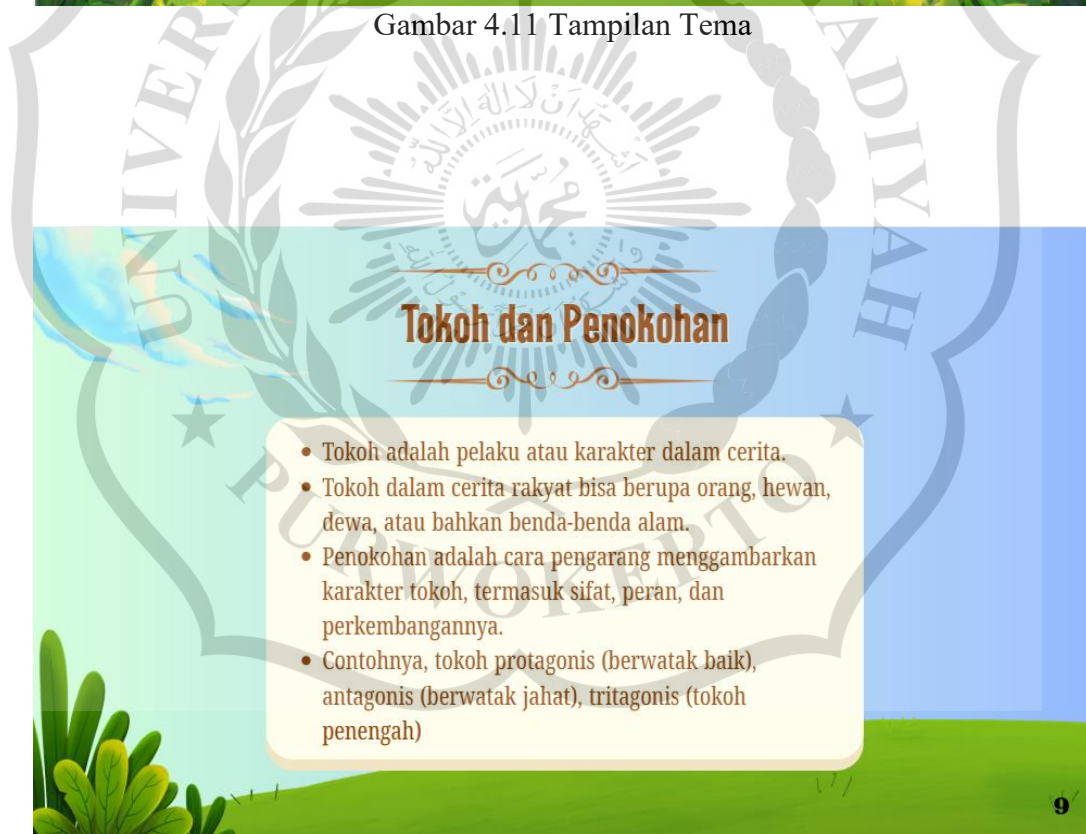 Gambar 4.11 Tampilan Tema
Tokoh dan Penokohan
• Tokoh adalah pelaku atau karakter dalam cerita.
• Tokoh dalam cerita rakyat bisa berupa orang, hewan,
dewa, atau bahkan benda-benda alam.
• Penokohan adalah cara pengarang menggambarkan
karakter tokoh, termasuk sifat, peran, dan
perkembangannya.
• Contohnya, tokoh protagonis (berwatak baik),
antagonis (berwatak jahat), tritagonis (tokoh
penengah)
9
PURWOKERTO